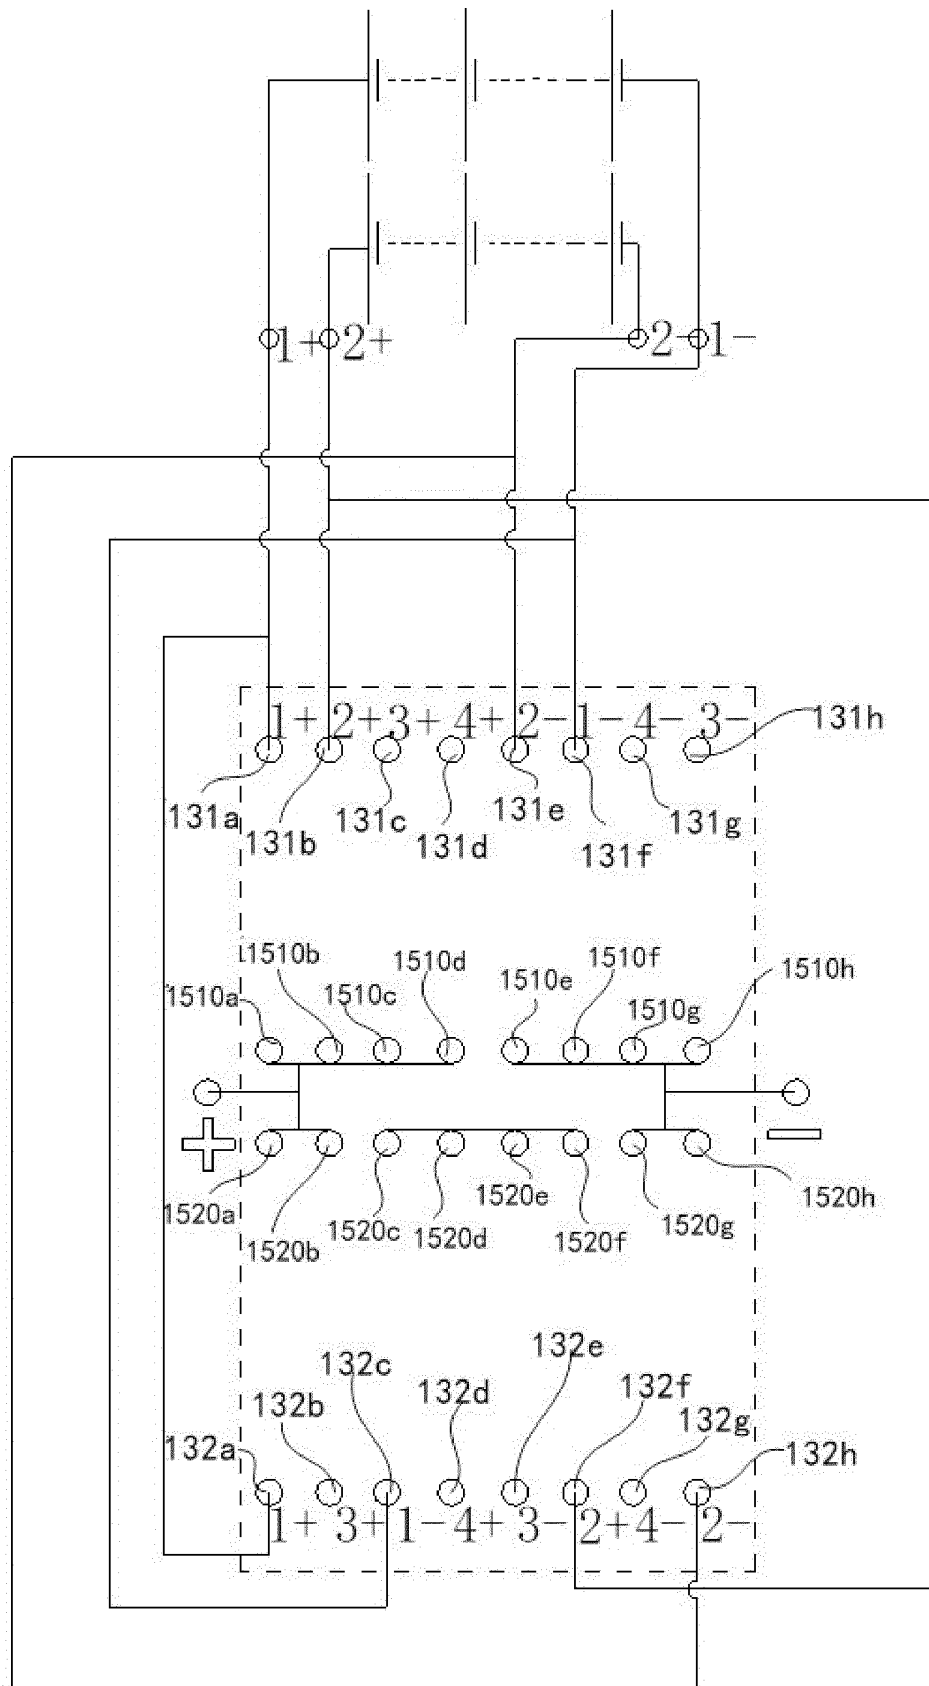 1+ 2+ 2- 1-
1+ 2+ 3+ 4+ 2- 1- 4- 3- 131h
131a 131b 131c 131d 131e 131f 131g
1510a 1510b 1510c 1510d 1510e 1510f 1510g 1510h
+ −
1520a 1520b 1520c 1520d 1520e 1520f 1520g 1520h
132a 132b 132c 132d 132e 132f 132g 132h
1+ 3+ 1- 4+ 3- 2+ 4- 2-